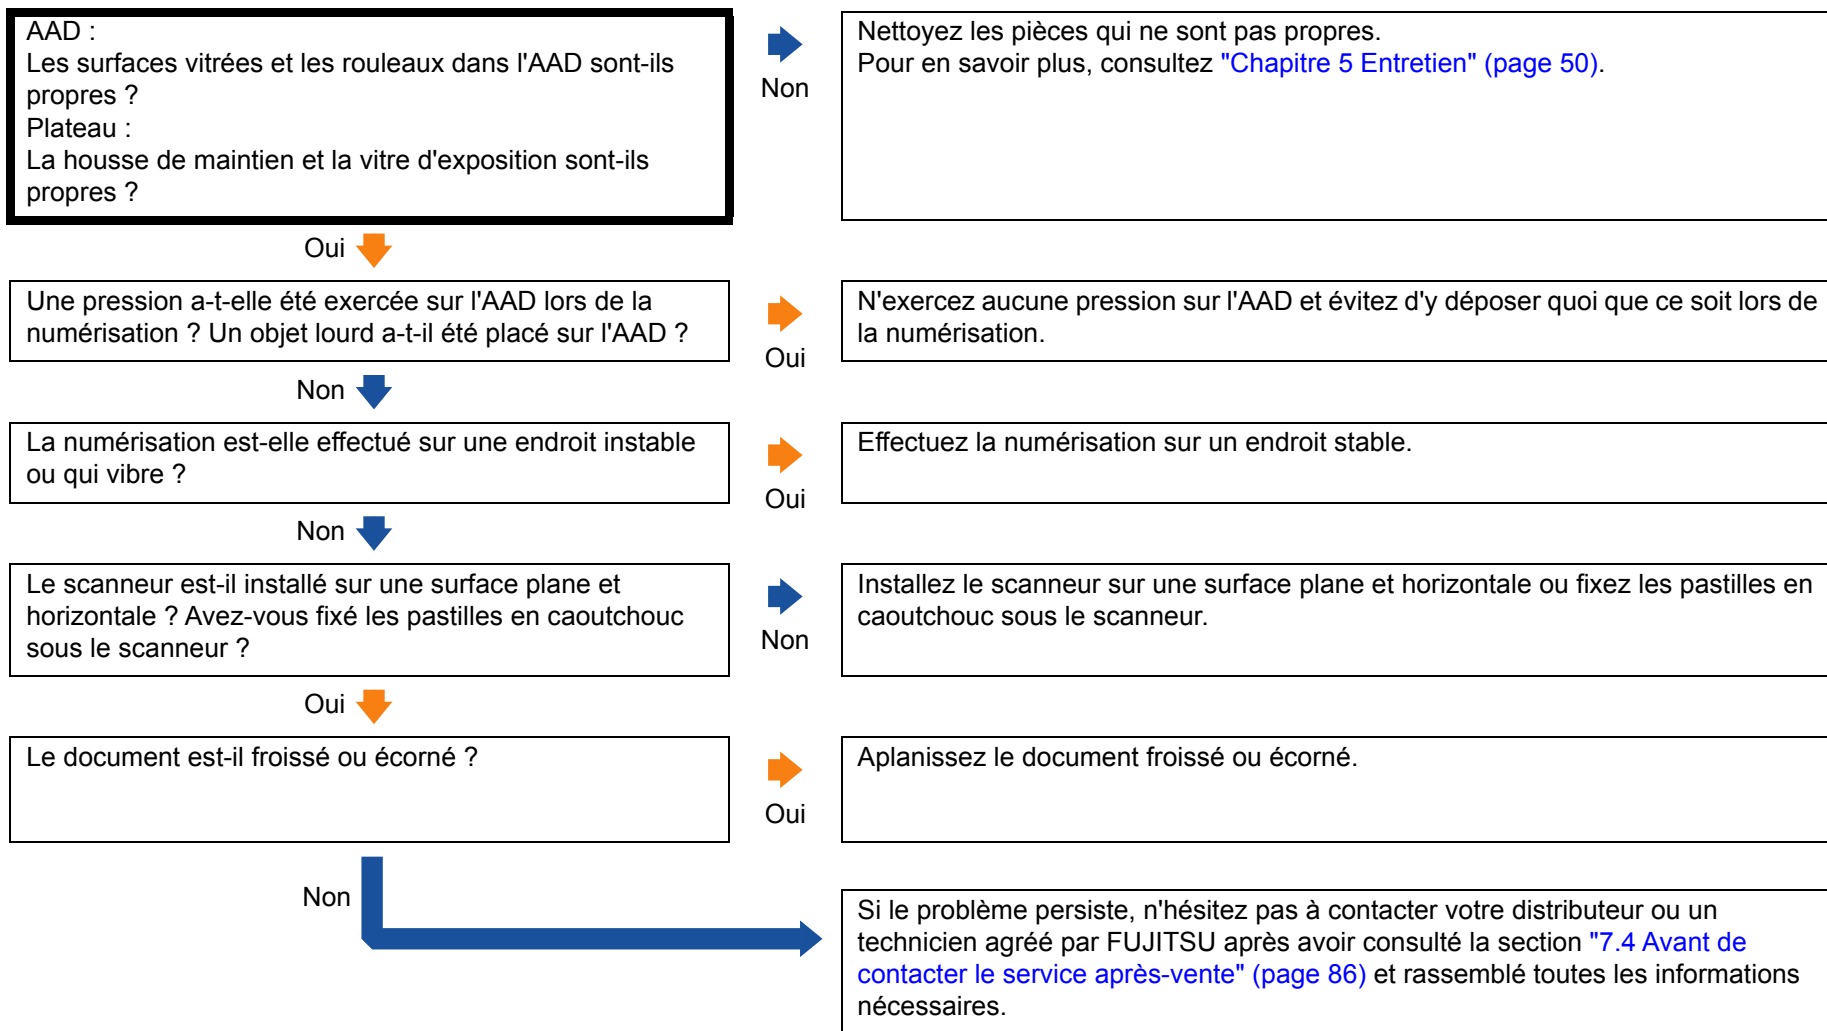 AAD :
Les surfaces vitrées et les rouleaux dans l'AAD sont-ils
propres ?
Plateau :
La housse de maintien et la vitre d'exposition sont-ils
propres ?
Non
Nettoyez les pièces qui ne sont pas propres.
Pour en savoir plus, consultez "Chapitre 5 Entretien" (page 50).
Oui
Une pression a-t-elle été exercée sur l'AAD lors de la
numérisation ? Un objet lourd a-t-il été placé sur l'AAD ?
Oui
N'exercez aucune pression sur l'AAD et évitez d'y déposer quoi que ce soit lors de
la numérisation.
Non
La numérisation est-elle effectué sur une endroit instable
ou qui vibre ?
Oui
Effectuez la numérisation sur un endroit stable.
Non
Le scanneur est-il installé sur une surface plane et
horizontale ? Avez-vous fixé les pastilles en caoutchouc
sous le scanneur ?
Non
Installez le scanneur sur une surface plane et horizontale ou fixez les pastilles en
caoutchouc sous le scanneur.
Oui
Le document est-il froissé ou écorné ?
Oui
Aplanissez le document froissé ou écorné.
Non
Si le problème persiste, n'hésitez pas à contacter votre distributeur ou un
technicien agréé par FUJITSU après avoir consulté la section "7.4 Avant de
contacter le service après-vente" (page 86) et rassemblé toutes les informations
nécessaires.